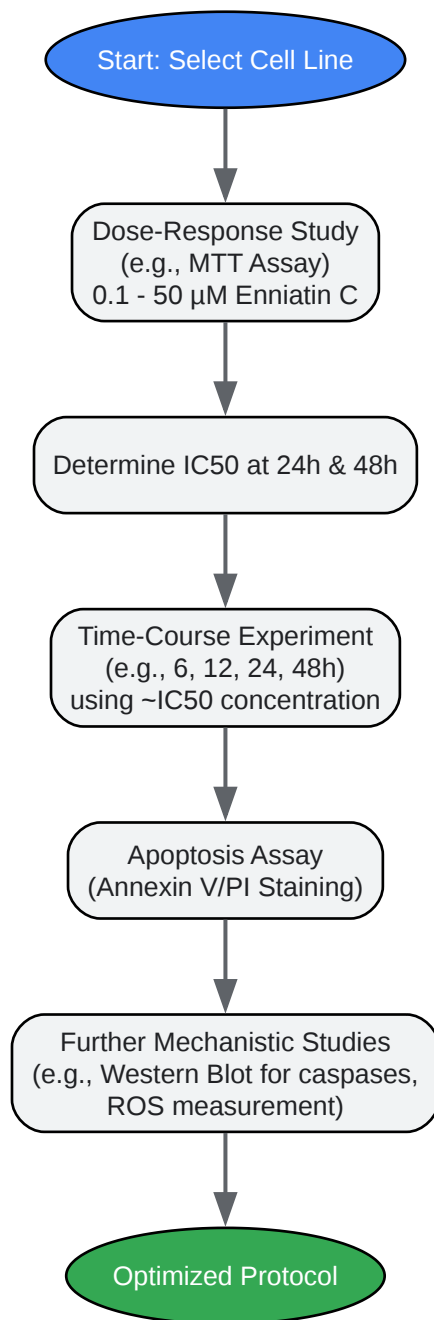 Start: Select Cell Line
Dose-Response Study
(e.g., MTT Assay)
0.1 - 50 µM Enniatin C
Determine IC50 at 24h & 48h
Time-Course Experiment
(e.g., 6, 12, 24, 48h)
using ~IC50 concentration
Apoptosis Assay
(Annexin V/PI Staining)
Further Mechanistic Studies
(e.g., Western Blot for caspases,
ROS measurement)
Optimized Protocol